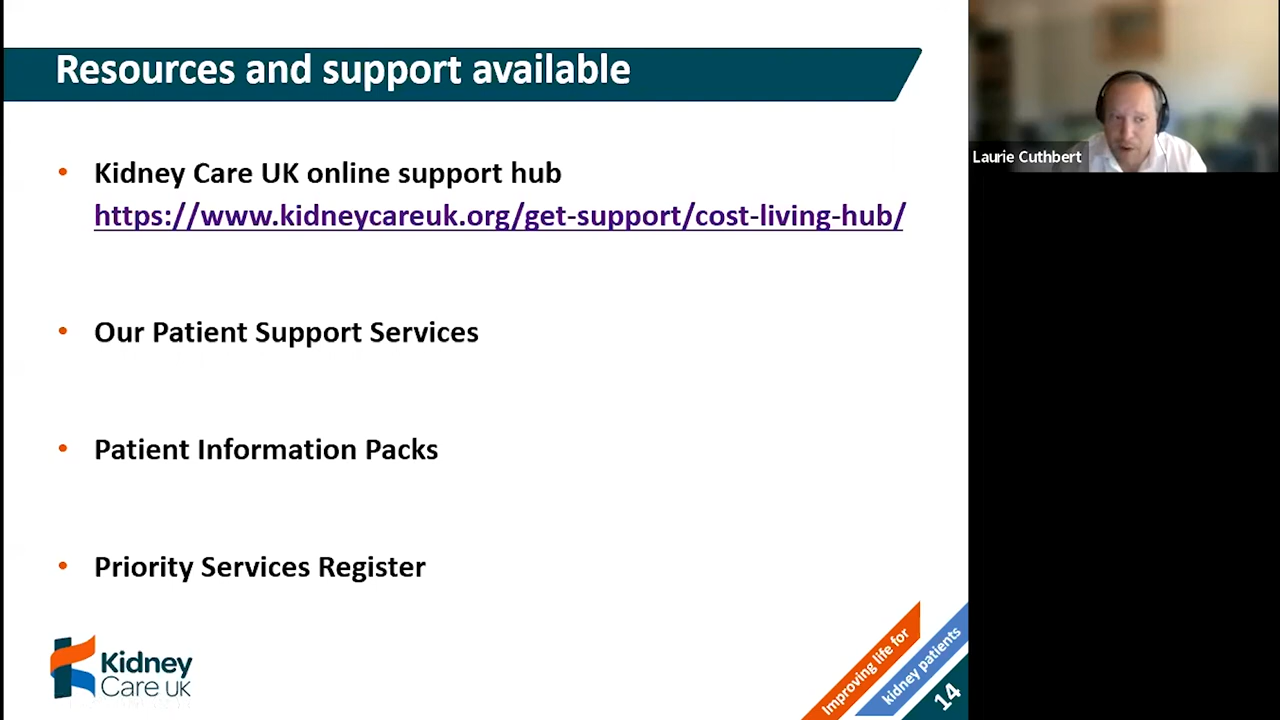 Resources and support available
Laurie Cuthbert
• Kidney Care UK online support hub
https://www.kidneycareuk.org/get-support/cost-living-hub/
• Our Patient Support Services
• Patient Information Packs
• Priority Services Register
Kidney
Care UK
Improving life for
kidney patients
14